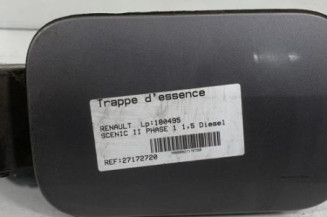 Trappe d'essence
RENAULT Lp:180495
SCENIC II PHASE 1 1.5 Diesel
REF:27172720